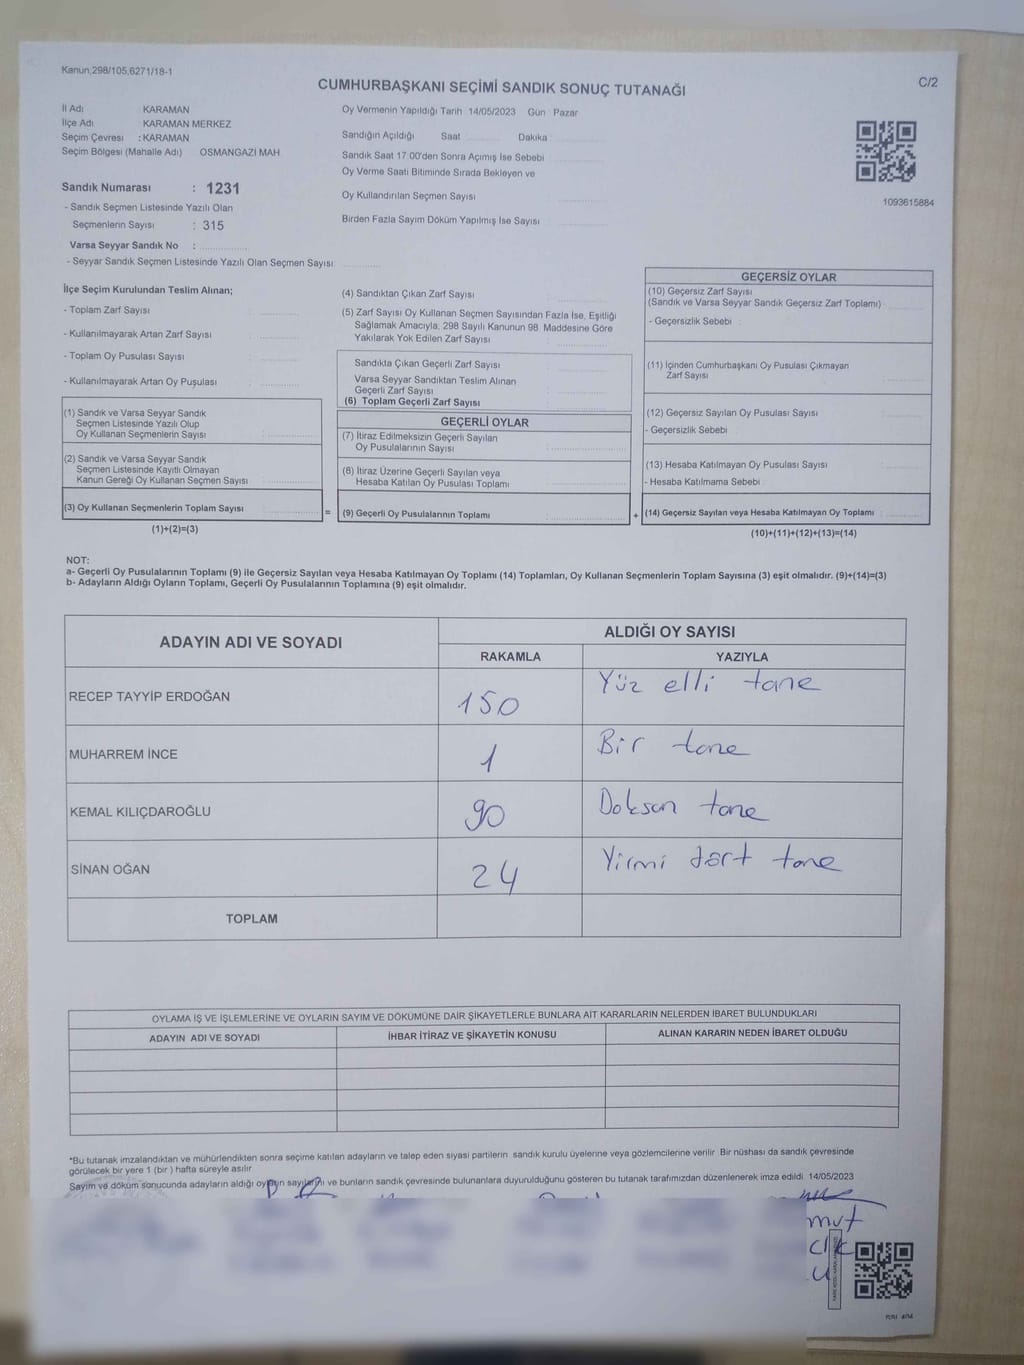 Kanun,298/105,6271/18-1
C/2
CUMHURBAŞKANI SEÇİMİ SANDIK SONUÇ TUTANAĞI
İl Adı KARAMAN
İlçe Adı KARAMAN MERKEZ
Seçim Çevresi : KARAMAN
Seçim Bölgesi (Mahalle Adı) OSMANGAZİ MAH
Sandık Numarası : 1231
- Sandık Seçmen Listesinde Yazılı Olan
Seçmenlerin Sayısı : 315
Varsa Seyyar Sandık No :
- Seyyar Sandık Seçmen Listesinde Yazılı Olan Seçmen Sayısı
Oy Vermenin Yapıldığı Tarih 14/05/2023 Gün Pazar
Sandığın Açıldığı Saat Dakika
Sandık Saat 17.00'den Sonra Açımış İse Sebebi
Oy Verme Saati Bitiminde Sırada Bekleyen ve
Oy Kullandırılan Seçmen Sayısı
Birden Fazla Sayım Döküm Yapılmış İse Sayısı
1093615884
İlçe Seçim Kurulundan Teslim Alınan;
- Toplam Zarf Sayısı
- Kullanılmayarak Artan Zarf Sayısı
- Toplam Oy Pusulası Sayısı
- Kullanılmayarak Artan Oy Puşulası
(1) Sandık ve Varsa Seyyar Sandık
Seçmen Listesinde Yazılı Olup
Oy Kullanan Seçmenlerin Sayısı
(2) Sandık ve Varsa Seyyar Sandık
Seçmen Listesinde Kayıtlı Olmayan
Kanun Gereği Oy Kullanan Seçmen Sayısı
(3) Oy Kullanan Seçmenlerin Toplam Sayısı
(1)+(2)=(3)
(4) Sandıktan Çıkan Zarf Sayısı
(5) Zarf Sayısı Oy Kullanan Seçmen Sayısından Fazla İse, Eşitliği
Sağlamak Amacıyla, 298 Sayılı Kanunun 98. Maddesine Göre
Yakılarak Yok Edilen Zarf Sayısı
Sandıkta Çıkan Geçerli Zarf Sayısı
Varsa Seyyar Sandıktan Teslim Alınan
Geçerli Zarf Sayısı
(6) Toplam Geçerli Zarf Sayısı
GEÇERLİ OYLAR
(7) İtiraz Edilmeksizin Geçerli Sayılan
Oy Pusulalarının Sayısı
(8) İtiraz Üzerine Geçerli Sayılan veya
Hesaba Katılan Oy Pusulası Toplamı
= (9) Geçerli Oy Pusulalarının Toplamı
GEÇERSİZ OYLAR
(10) Geçersiz Zarf Sayısı
(Sandık ve Varsa Seyyar Sandık Geçersiz Zarf Toplamı)
- Geçersizlik Sebebi
(11) İçinden Cumhurbaşkanı Oy Pusulası Çıkmayan
Zarf Sayısı
(12) Geçersiz Sayılan Oy Pusulası Sayısı
- Geçersizlik Sebebi
(13) Hesaba Katılmayan Oy Pusulası Sayısı
- Hesaba Katılmama Sebebi
+ (14) Geçersiz Sayılan veya Hesaba Katılmayan Oy Toplamı
(10)+(11)+(12)+(13)=(14)
NOT:
a- Geçerli Oy Pusulalarının Toplamı (9) ile Geçersiz Sayılan veya Hesaba Katılmayan Oy Toplamı (14) Toplamları, Oy Kullanan Seçmenlerin Toplam Sayısına (3) eşit olmalıdır. (9)+(14)=(3)
b- Adayların Aldığı Oyların Toplamı, Geçerli Oy Pusulalarının Toplamına (9) eşit olmalıdır.
ADAYIN ADI VE SOYADI ALDIĞI OY SAYISI
RAKAMLA YAZIYLA
RECEP TAYYİP ERDOĞAN 150 Yüz elli tane
MUHARREM İNCE 1 Bir tane
KEMAL KILIÇDAROĞLU 90 Doksan tane
SİNAN OĞAN 24 Yirmi dört tane
TOPLAM
OYLAMA İŞ VE İŞLEMLERİNE VE OYLARIN SAYIM VE DÖKÜMÜNE DAİR ŞİKAYETLERLE BUNLARA AİT KARARLARIN NELERDEN İBARET BULUNDUKLARI
ADAYIN ADI VE SOYADI İHBAR İTİRAZ VE ŞİKAYETİN KONUSU ALINAN KARARIN NEDEN İBARET OLDUĞU
*Bu tutanak imzalandıktan ve mühürlendikten sonra seçime katılan adayların ve talep eden siyasi partilerin sandık kurulu üyelerine veya gözlemcilerine verilir Bir nüshası da sandık çevresinde
görülecek bir yere 1 (bir) hafta süreyle asılır
Sayım ve döküm sonucunda adayların aldığı oyların sayıları ve bunların sandık çevresinde bulunanlara duyurulduğunu gösteren bu tutanak tarafımızdan düzenlenerek imza edildi 14/05/2023
mut